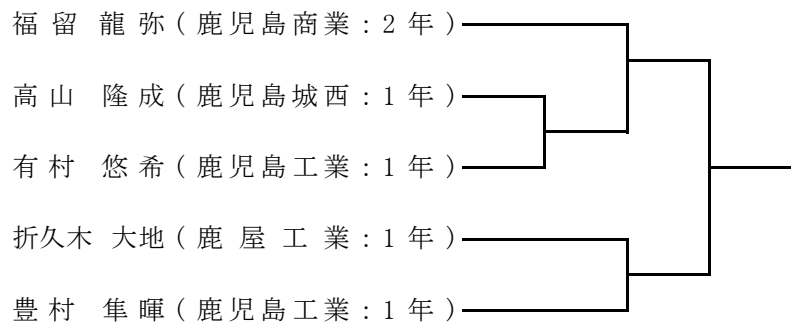 福留 龍弥(鹿児島商業:2年)
高山 隆成(鹿児島城西:1年)
有村 悠希(鹿児島工業:1年)
折久木 大地(鹿屋工業:1年)
豊村 隼暉(鹿児島工業:1年)